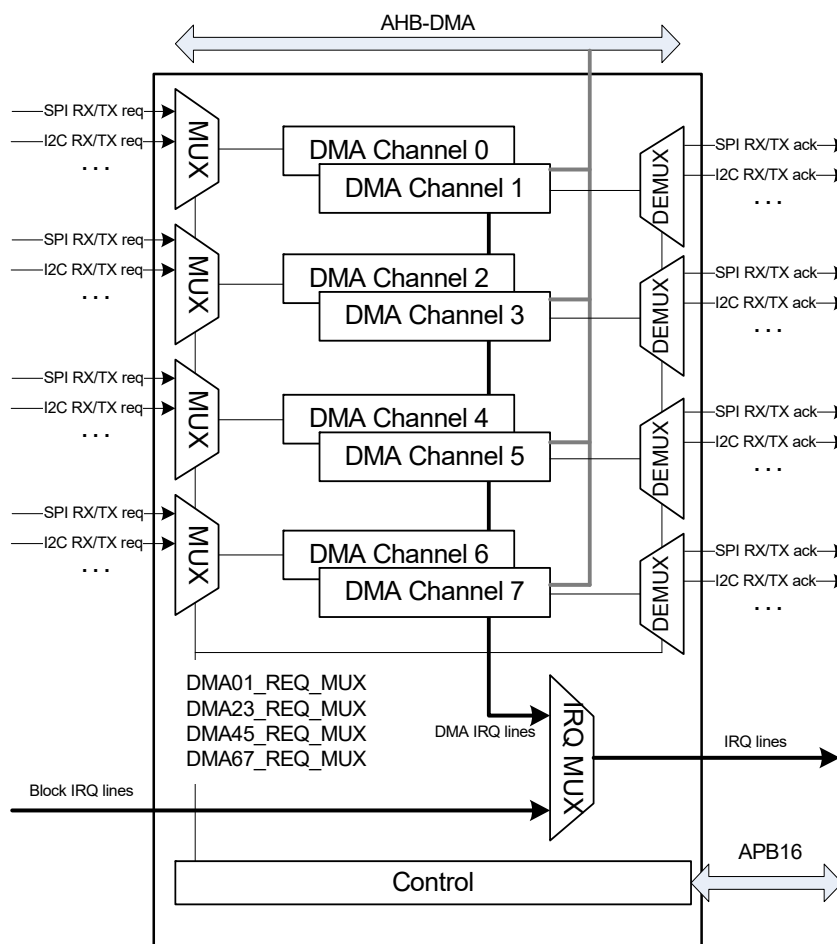 AHB-DMA
SPI RX/TX req
I2C RX/TX req
. . .
MUX
DMA Channel 0
DMA Channel 1
DEMUX
SPI RX/TX ack
I2C RX/TX ack
. . .
SPI RX/TX req
I2C RX/TX req
. . .
MUX
DMA Channel 2
DMA Channel 3
DEMUX
SPI RX/TX ack
I2C RX/TX ack
. . .
SPI RX/TX req
I2C RX/TX req
. . .
MUX
DMA Channel 4
DMA Channel 5
DEMUX
SPI RX/TX ack
I2C RX/TX ack
. . .
SPI RX/TX req
I2C RX/TX req
. . .
MUX
DMA Channel 6
DMA Channel 7
DEMUX
SPI RX/TX ack
I2C RX/TX ack
. . .
DMA01_REQ_MUX
DMA23_REQ_MUX
DMA45_REQ_MUX
DMA67_REQ_MUX
DMA IRQ lines
IRQ MUX
IRQ lines
Block IRQ lines
Control
APB16